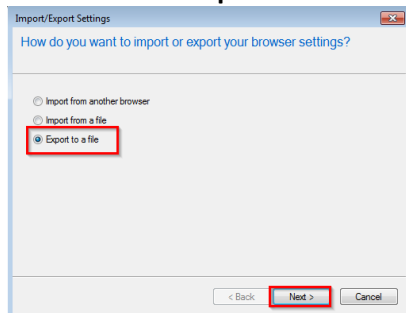 Import/Export Settings
How do you want to import or export your browser settings?
Import from another browser
Import from a file
Export to a file
< Back Next > Cancel